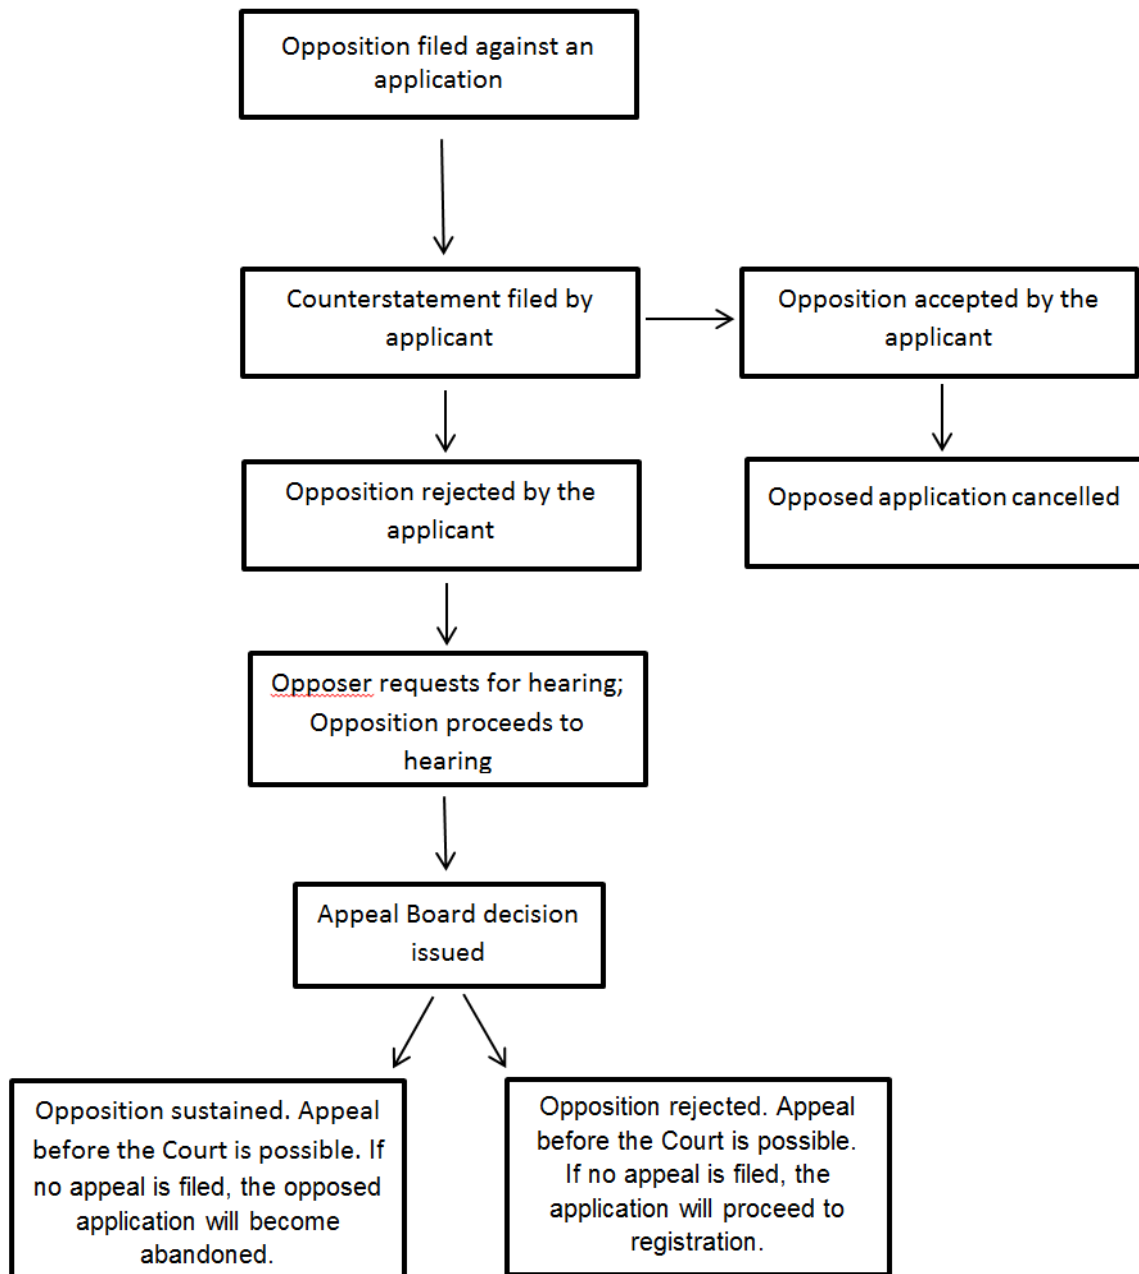 Opposition filed against an
application
Counterstatement filed by
applicant
Opposition accepted by the
applicant
Opposition rejected by the
applicant
Opposed application cancelled
Opposer requests for hearing;
Opposition proceeds to
hearing
Appeal Board decision
issued
Opposition sustained. Appeal
before the Court is possible. If
no appeal is filed, the opposed
application will become
abandoned.
Opposition rejected. Appeal
before the Court is possible.
If no appeal is filed, the
application will proceed to
registration.